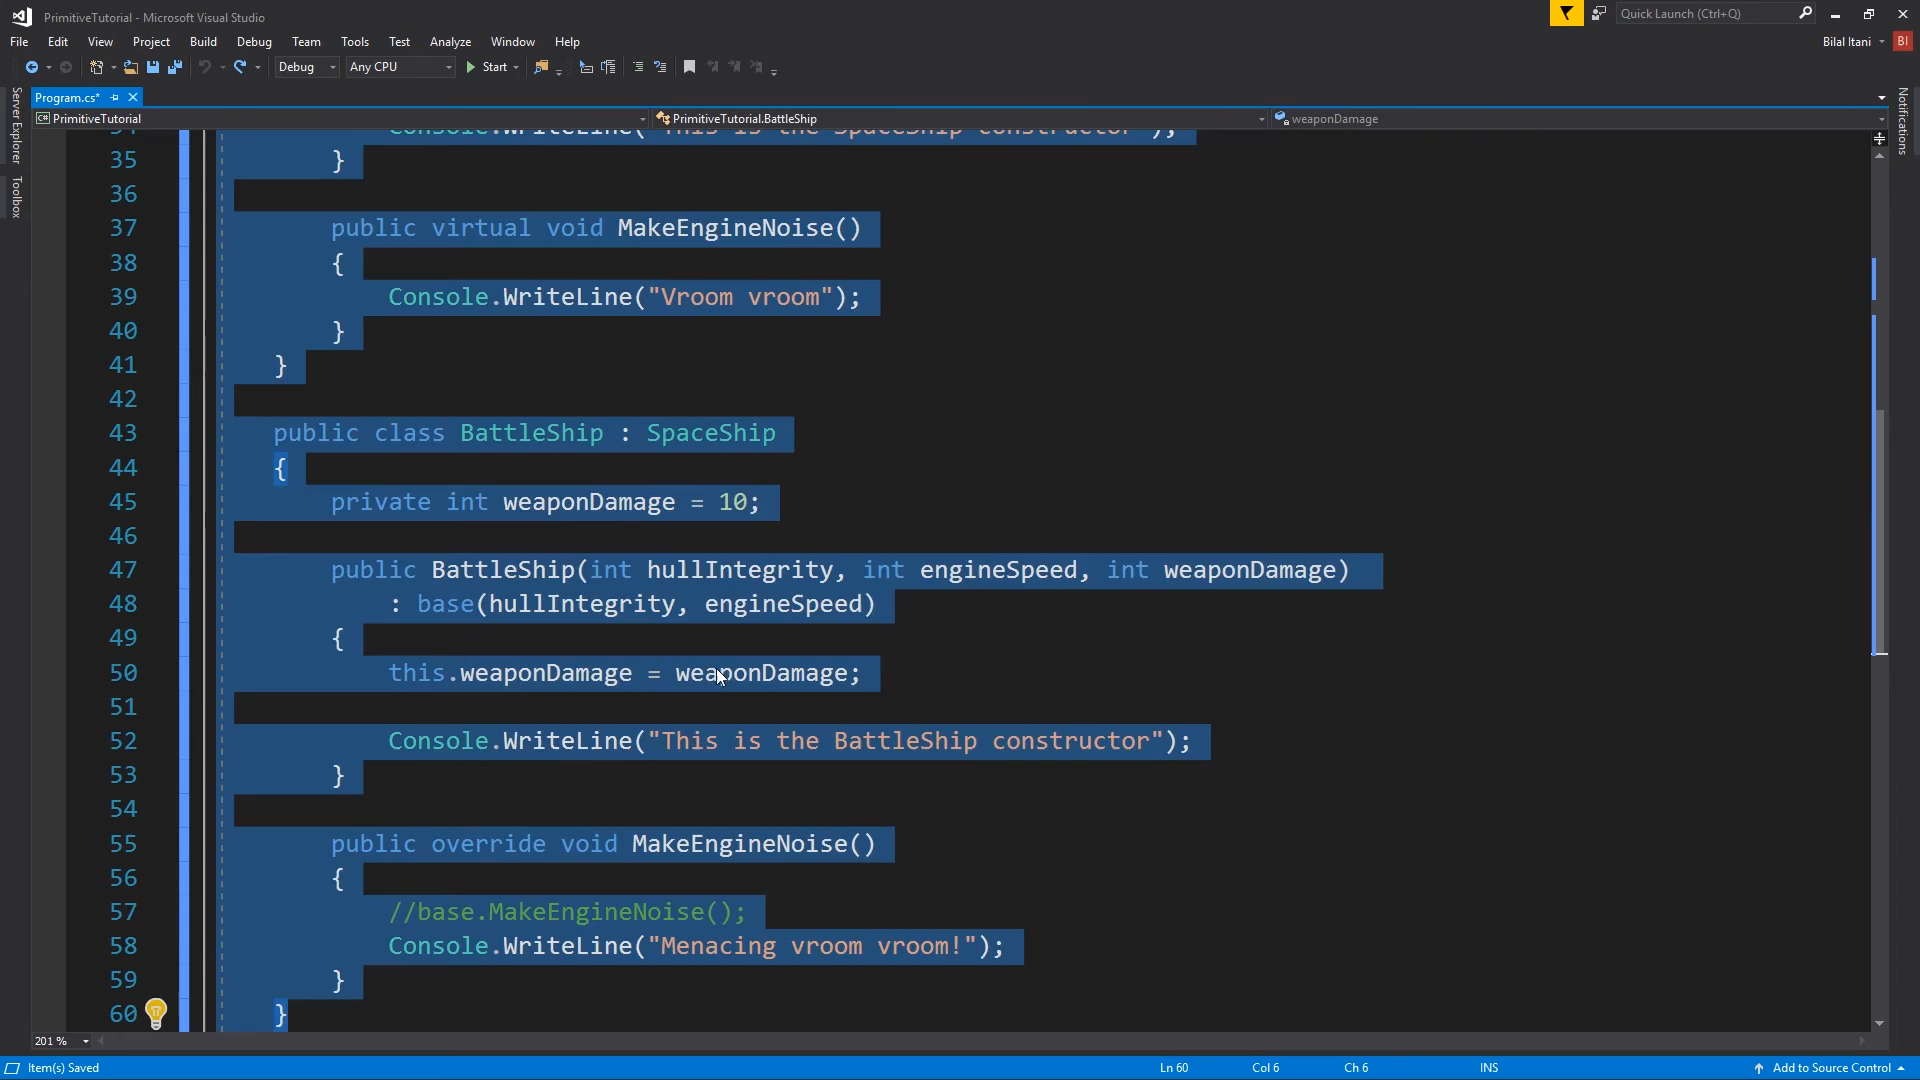 PrimitiveTutorial - Microsoft Visual Studio
Quick Launch (Ctrl+Q)
File Edit View Project Build Debug Team Tools Test Analyze Window Help
Bilal Itani BI
Debug Any CPU Start
Program.cs*
PrimitiveTutorial PrimitiveTutorial.BattleShip weaponDamage
Server Explorer
Toolbox
Notifications
34 Console.WriteLine("This is the SpaceShip constructor");
35 }
36
37 public virtual void MakeEngineNoise()
38 {
39 Console.WriteLine("Vroom vroom");
40 }
41 }
42
43 public class BattleShip : SpaceShip
44 {
45 private int weaponDamage = 10;
46
47 public BattleShip(int hullIntegrity, int engineSpeed, int weaponDamage)
48 : base(hullIntegrity, engineSpeed)
49 {
50 this.weaponDamage = weaponDamage;
51
52 Console.WriteLine("This is the BattleShip constructor");
53 }
54
55 public override void MakeEngineNoise()
56 {
57 //base.MakeEngineNoise();
58 Console.WriteLine("Menacing vroom vroom!");
59 }
60 }
201 %
Item(s) Saved Ln 60 Col 6 Ch 6 INS Add to Source Control